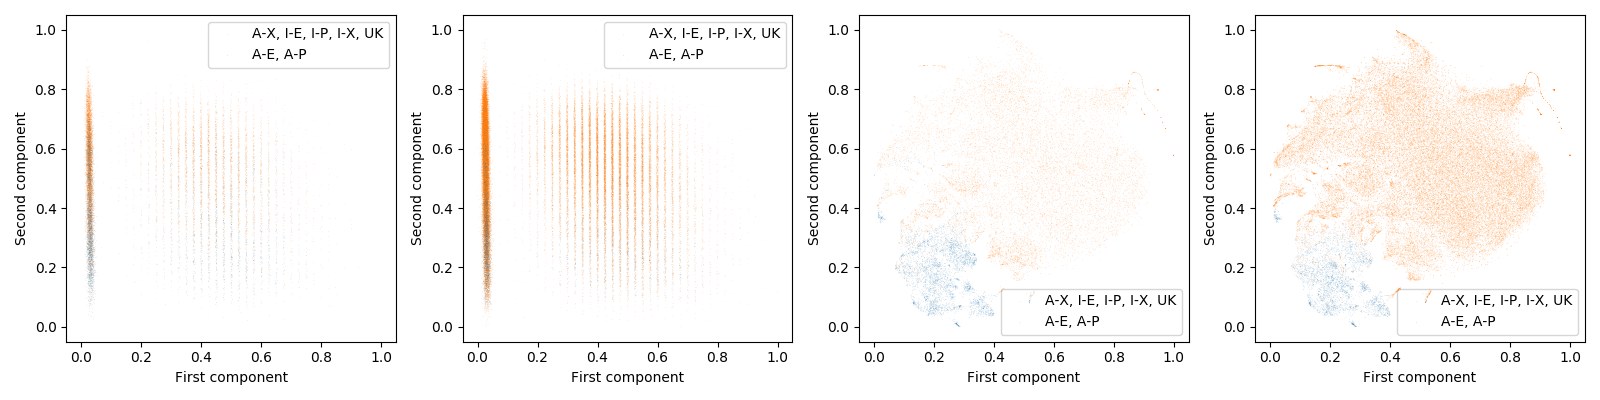 Second component
1.0
0.8
0.6
0.4
0.2
0.0
A-X, I-E, I-P, I-X, UK
A-E, A-P
0.0 0.2 0.4 0.6 0.8 1.0
First component
Second component
1.0
0.8
0.6
0.4
0.2
0.0
A-X, I-E, I-P, I-X, UK
A-E, A-P
0.0 0.2 0.4 0.6 0.8 1.0
First component
Second component
1.0
0.8
0.6
0.4
0.2
0.0
A-X, I-E, I-P, I-X, UK
A-E, A-P
0.0 0.2 0.4 0.6 0.8 1.0
First component
Second component
1.0
0.8
0.6
0.4
0.2
0.0
A-X, I-E, I-P, I-X, UK
A-E, A-P
0.0 0.2 0.4 0.6 0.8 1.0
First component